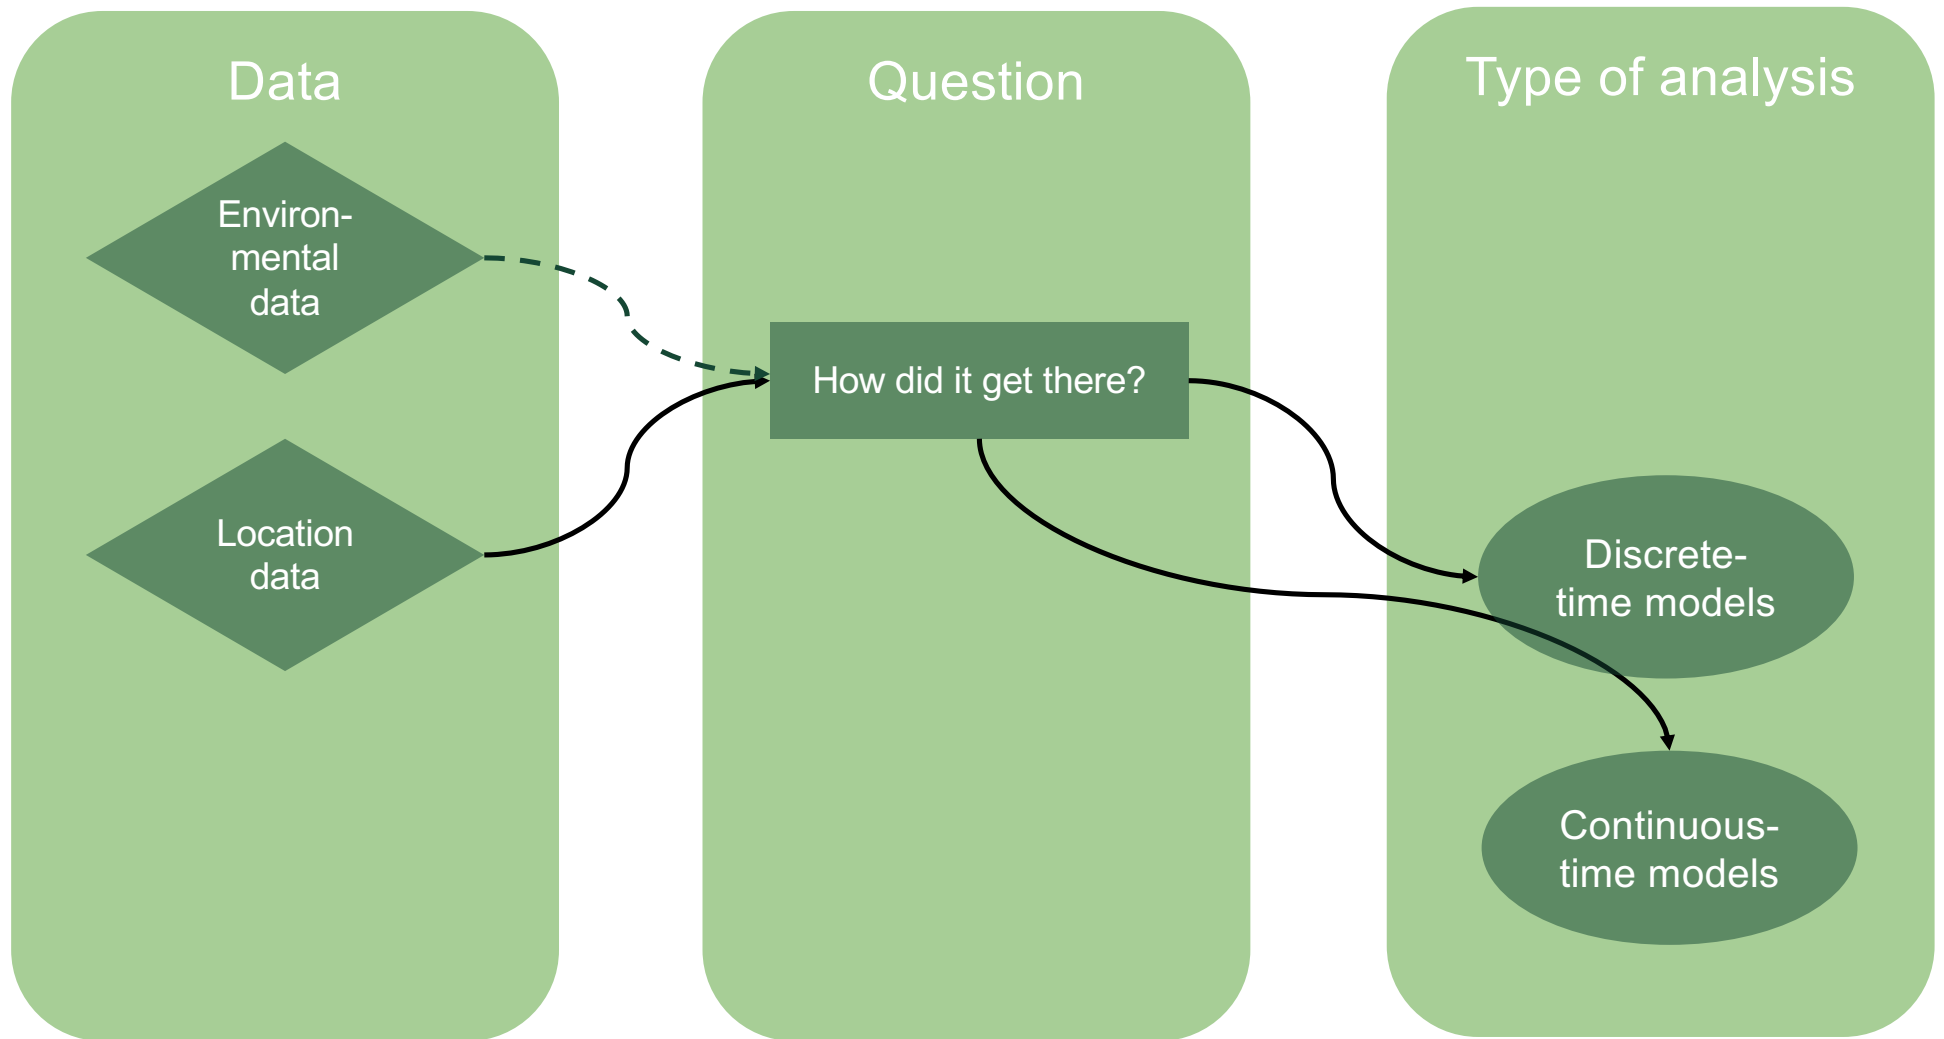 Data
Question
Type of analysis
Environ-
mental
data
How did it get there?
Location
data
Discrete-
time models
Continuous-
time models